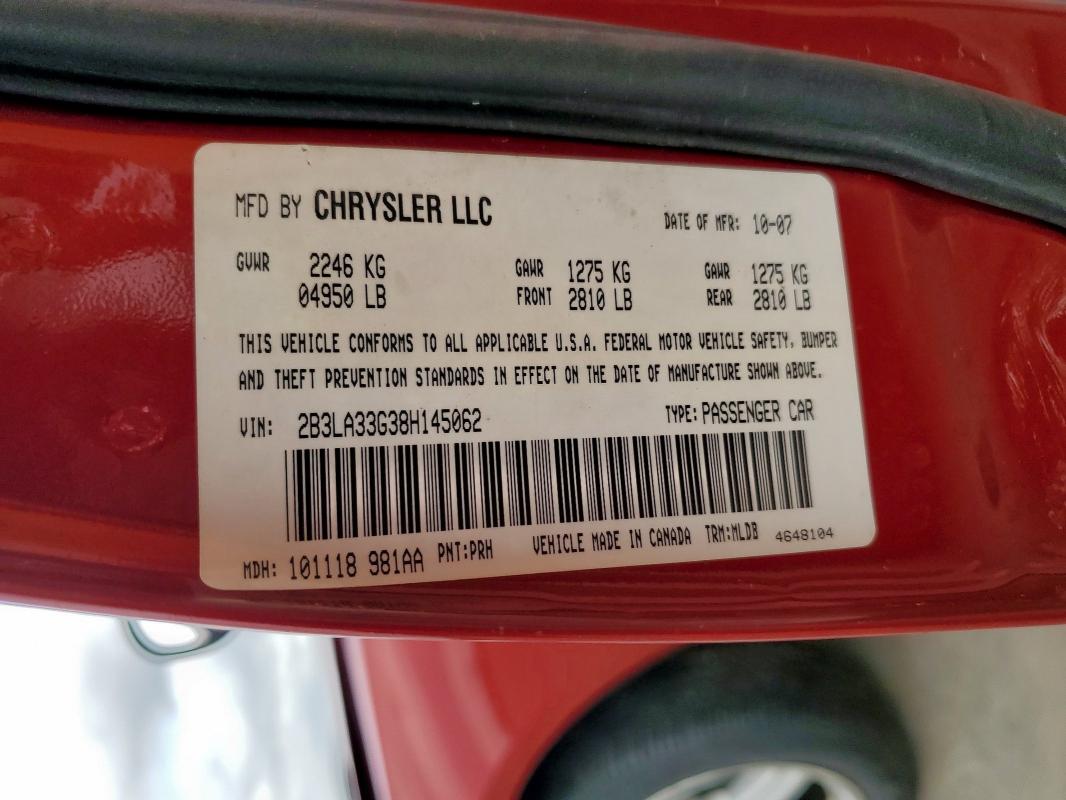 MFD BY CHRYSLER LLC DATE OF MFR: 10-07
GVWR 2246 KG GAWR 1275 KG GAWR 1275 KG
04950 LB FRONT 2810 LB REAR 2810 LB
THIS VEHICLE CONFORMS TO ALL APPLICABLE U.S.A. FEDERAL MOTOR VEHICLE SAFETY, BUMPER
AND THEFT PREVENTION STANDARDS IN EFFECT ON THE DATE OF MANUFACTURE SHOWN ABOVE.
VIN: 2B3LA33G38H145062 TYPE: PASSENGER CAR
MDH: 101118 981AA PNT:PRH VEHICLE MADE IN CANADA TRM:MLDB 4648104